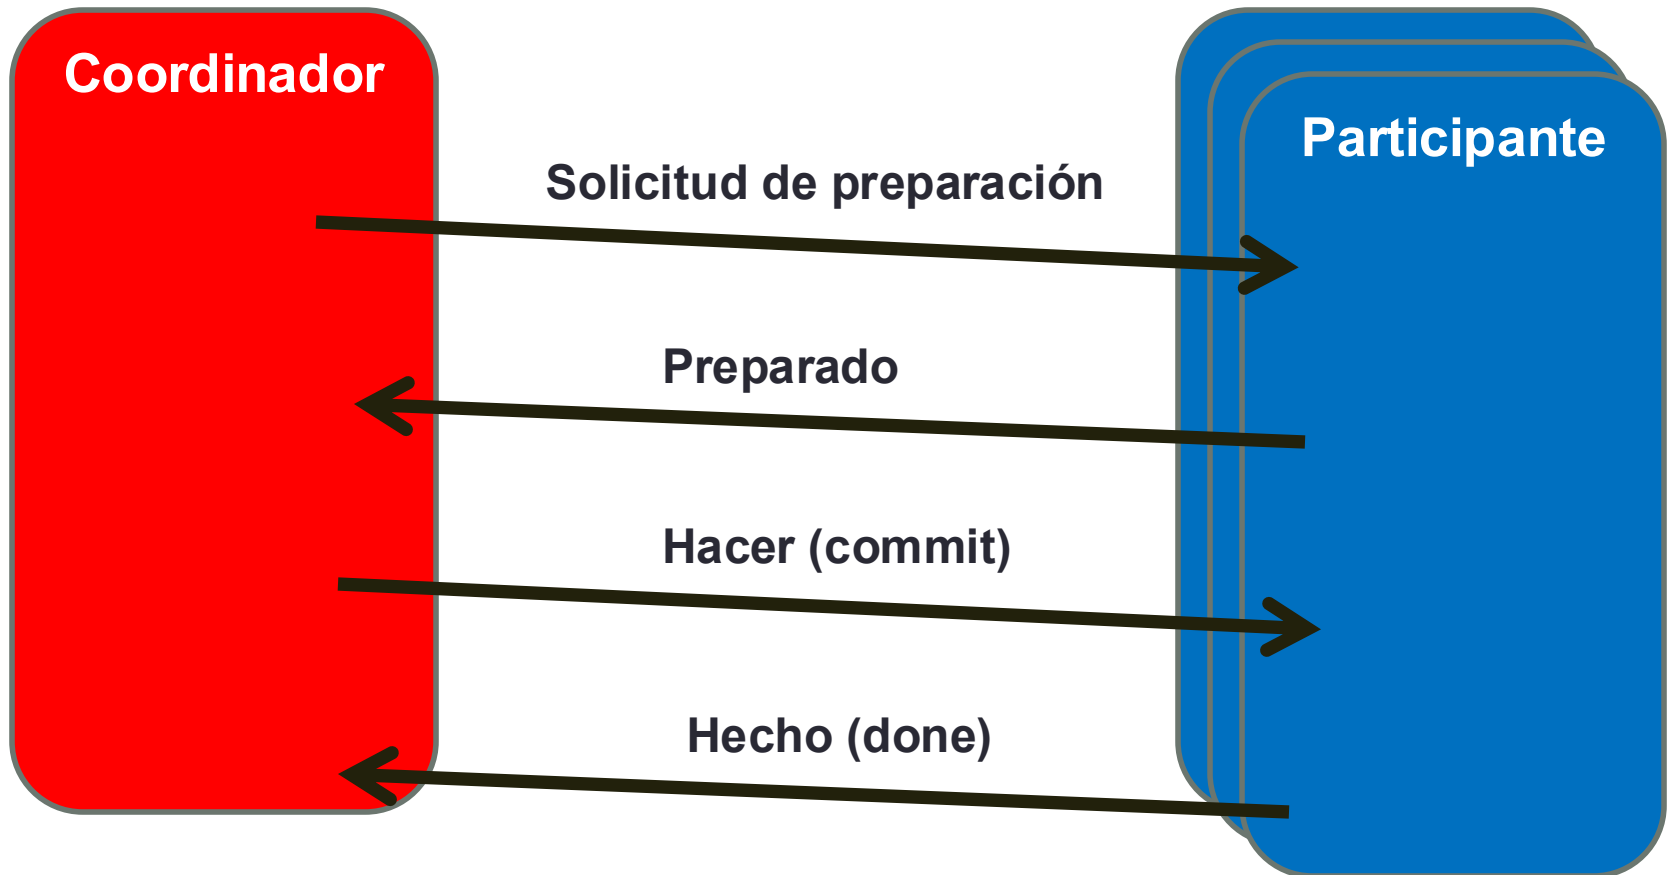 Coordinador
Participante
Solicitud de preparación
Preparado
Hacer (commit)
Hecho (done)